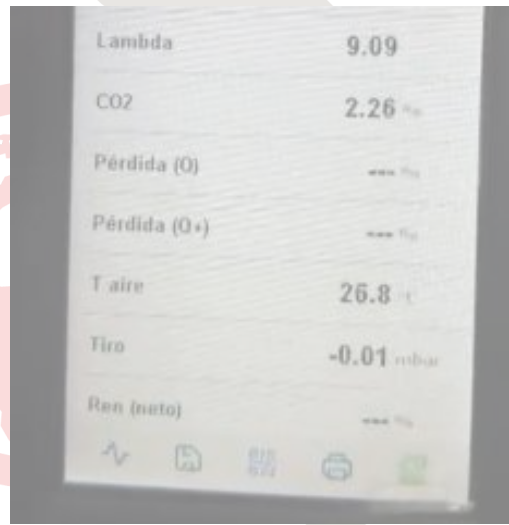 Lambda 9.09
CO2 2.26 %
Pérdida (O) --- %
Pérdida (O+) --- %
T aire 26.8 °C
Tiro -0.01 mbar
Ren (neto) --- %